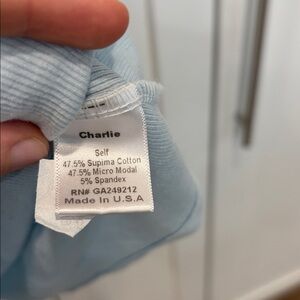 Charlie
Self
47.5% Supima Cotton
47.5% Micro Modal
5% Spandex
RN# GA249212
Made In U.S.A